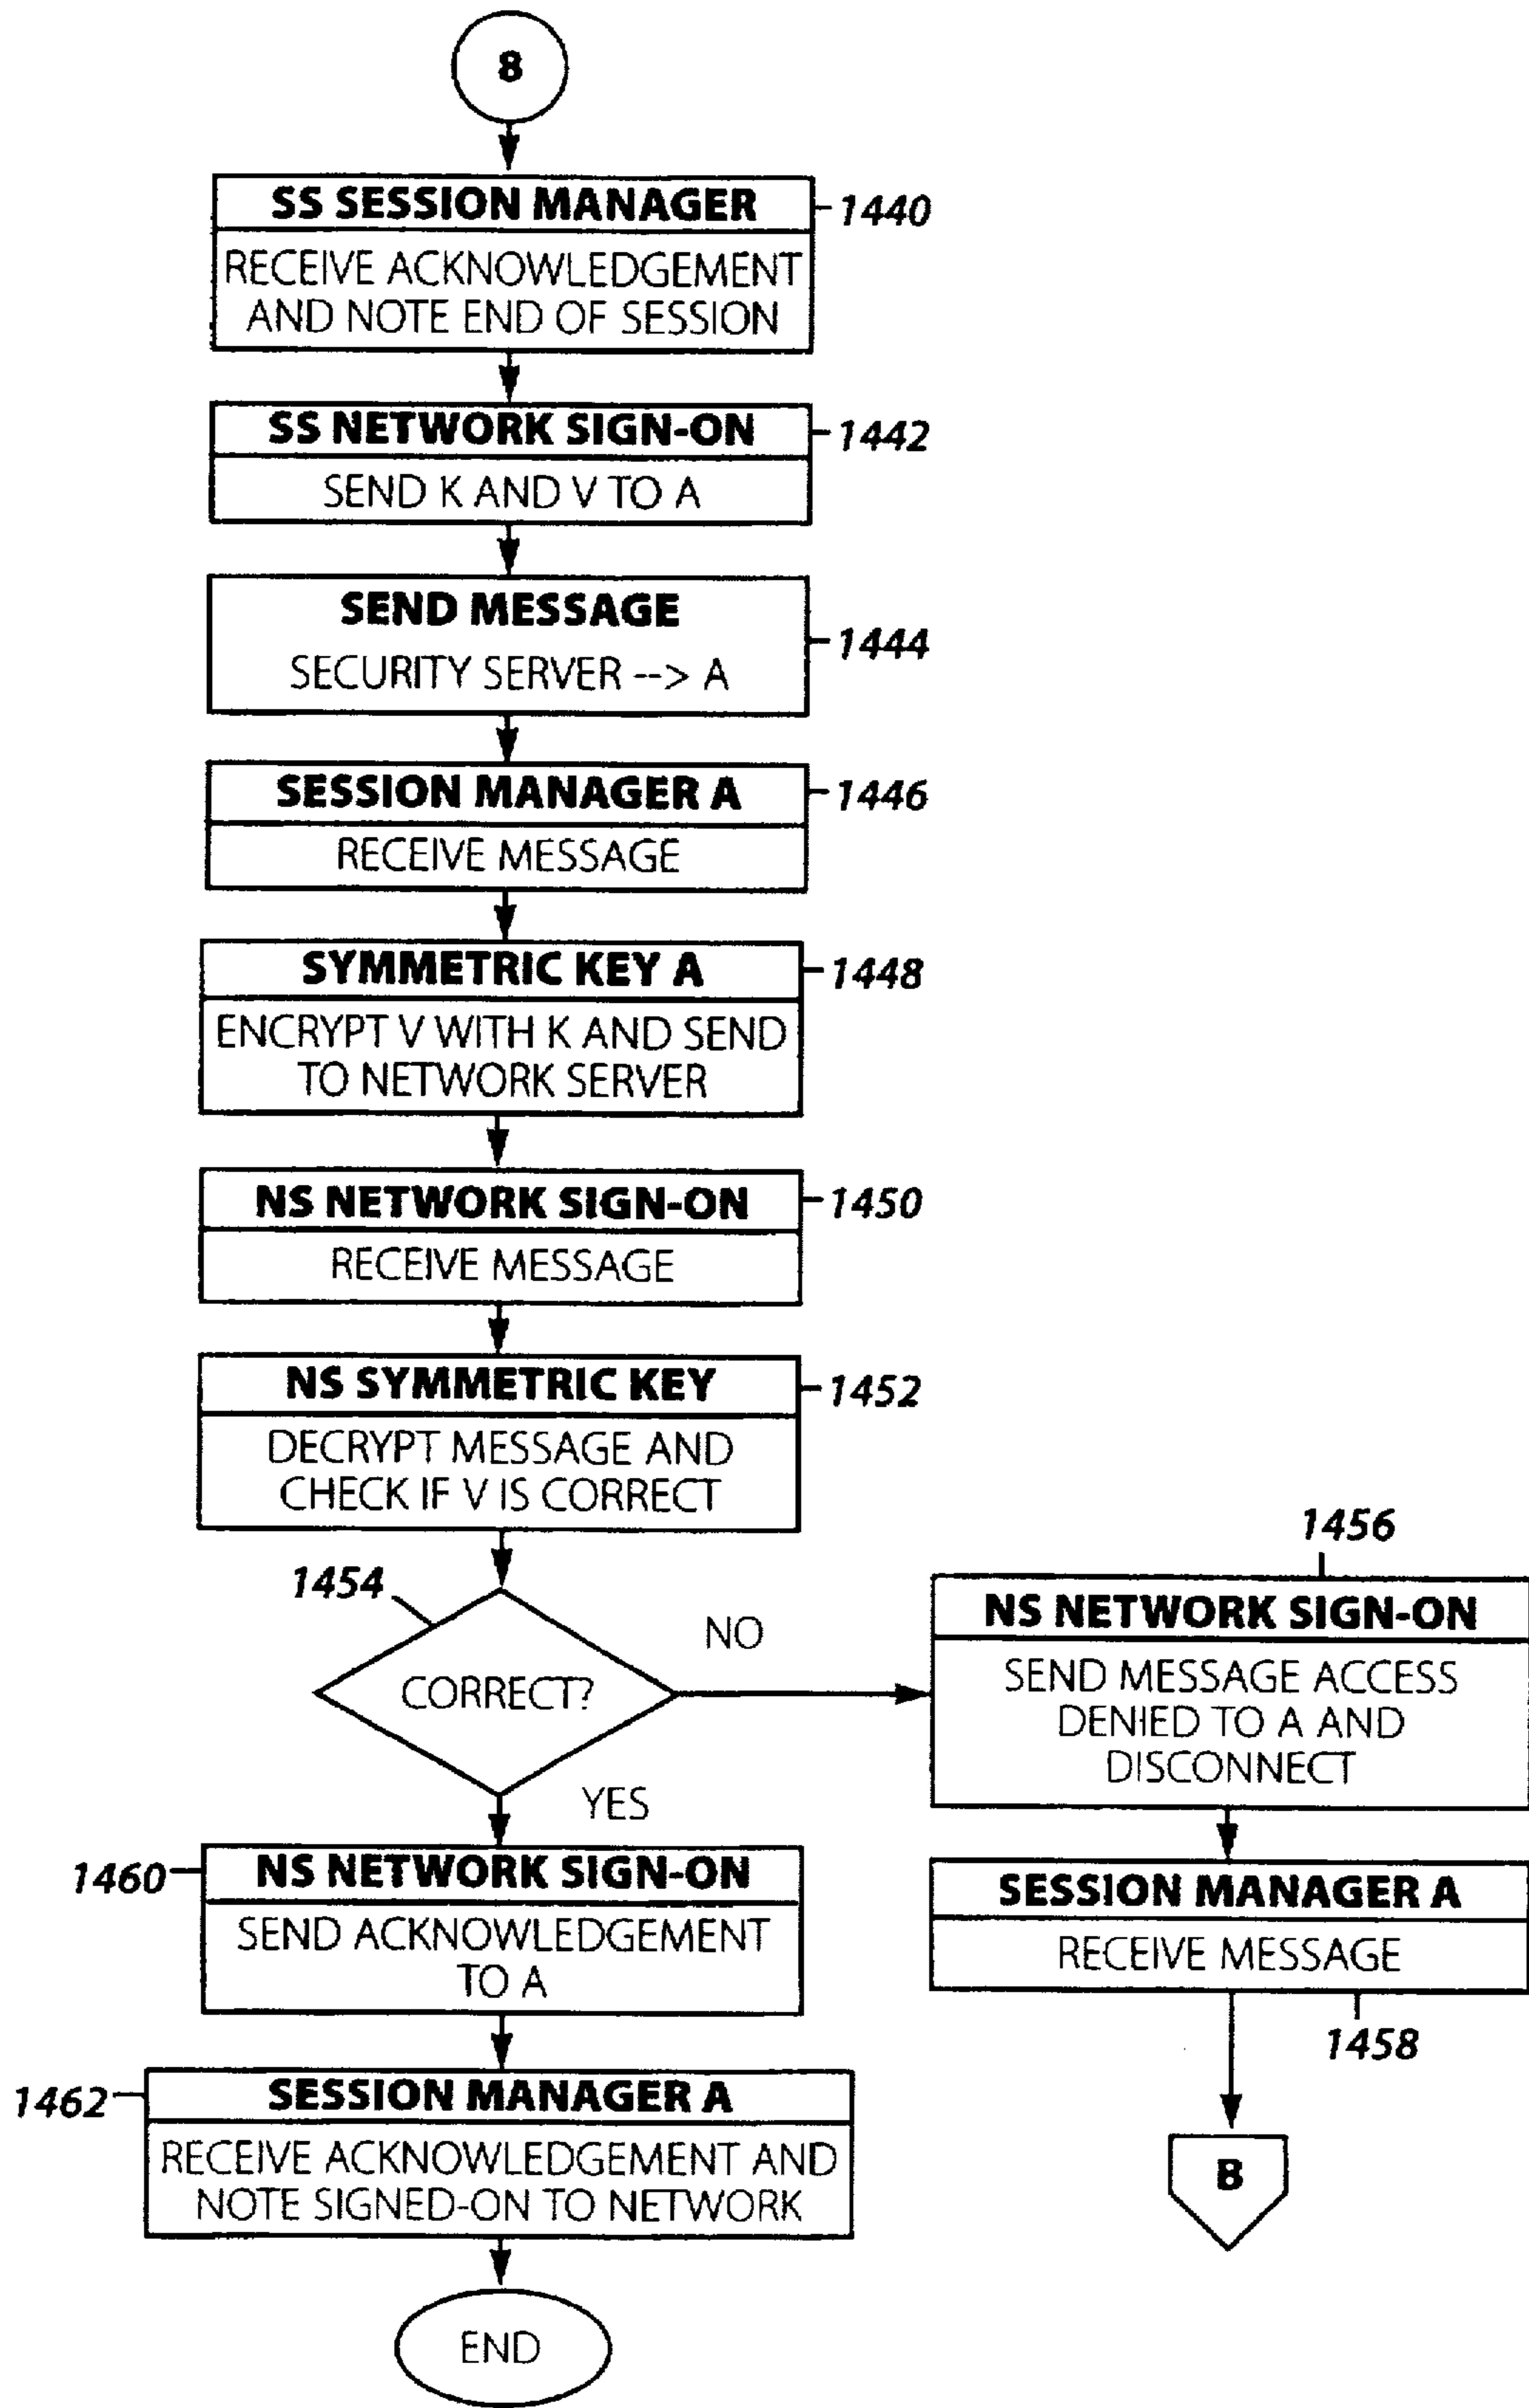 8
SS SESSION MANAGER
1440
RECEIVE ACKNOWLEDGEMENT
AND NOTE END OF SESSION
SS NETWORK SIGN-ON
1442
SEND K AND V TO A
SEND MESSAGE
1444
SECURITY SERVER --> A
SESSION MANAGER A
1446
RECEIVE MESSAGE
SYMMETRIC KEY A
1448
ENCRYPT V WITH K AND SEND
TO NETWORK SERVER
NS NETWORK SIGN-ON
1450
RECEIVE MESSAGE
NS SYMMETRIC KEY
1452
DECRYPT MESSAGE AND
CHECK IF V IS CORRECT
1454
CORRECT?
NO
YES
1456
NS NETWORK SIGN-ON
SEND MESSAGE ACCESS
DENIED TO A AND
DISCONNECT
SESSION MANAGER A
RECEIVE MESSAGE
1458
B
1460
NS NETWORK SIGN-ON
SEND ACKNOWLEDGEMENT
TO A
1462
SESSION MANAGER A
RECEIVE ACKNOWLEDGEMENT AND
NOTE SIGNED-ON TO NETWORK
END